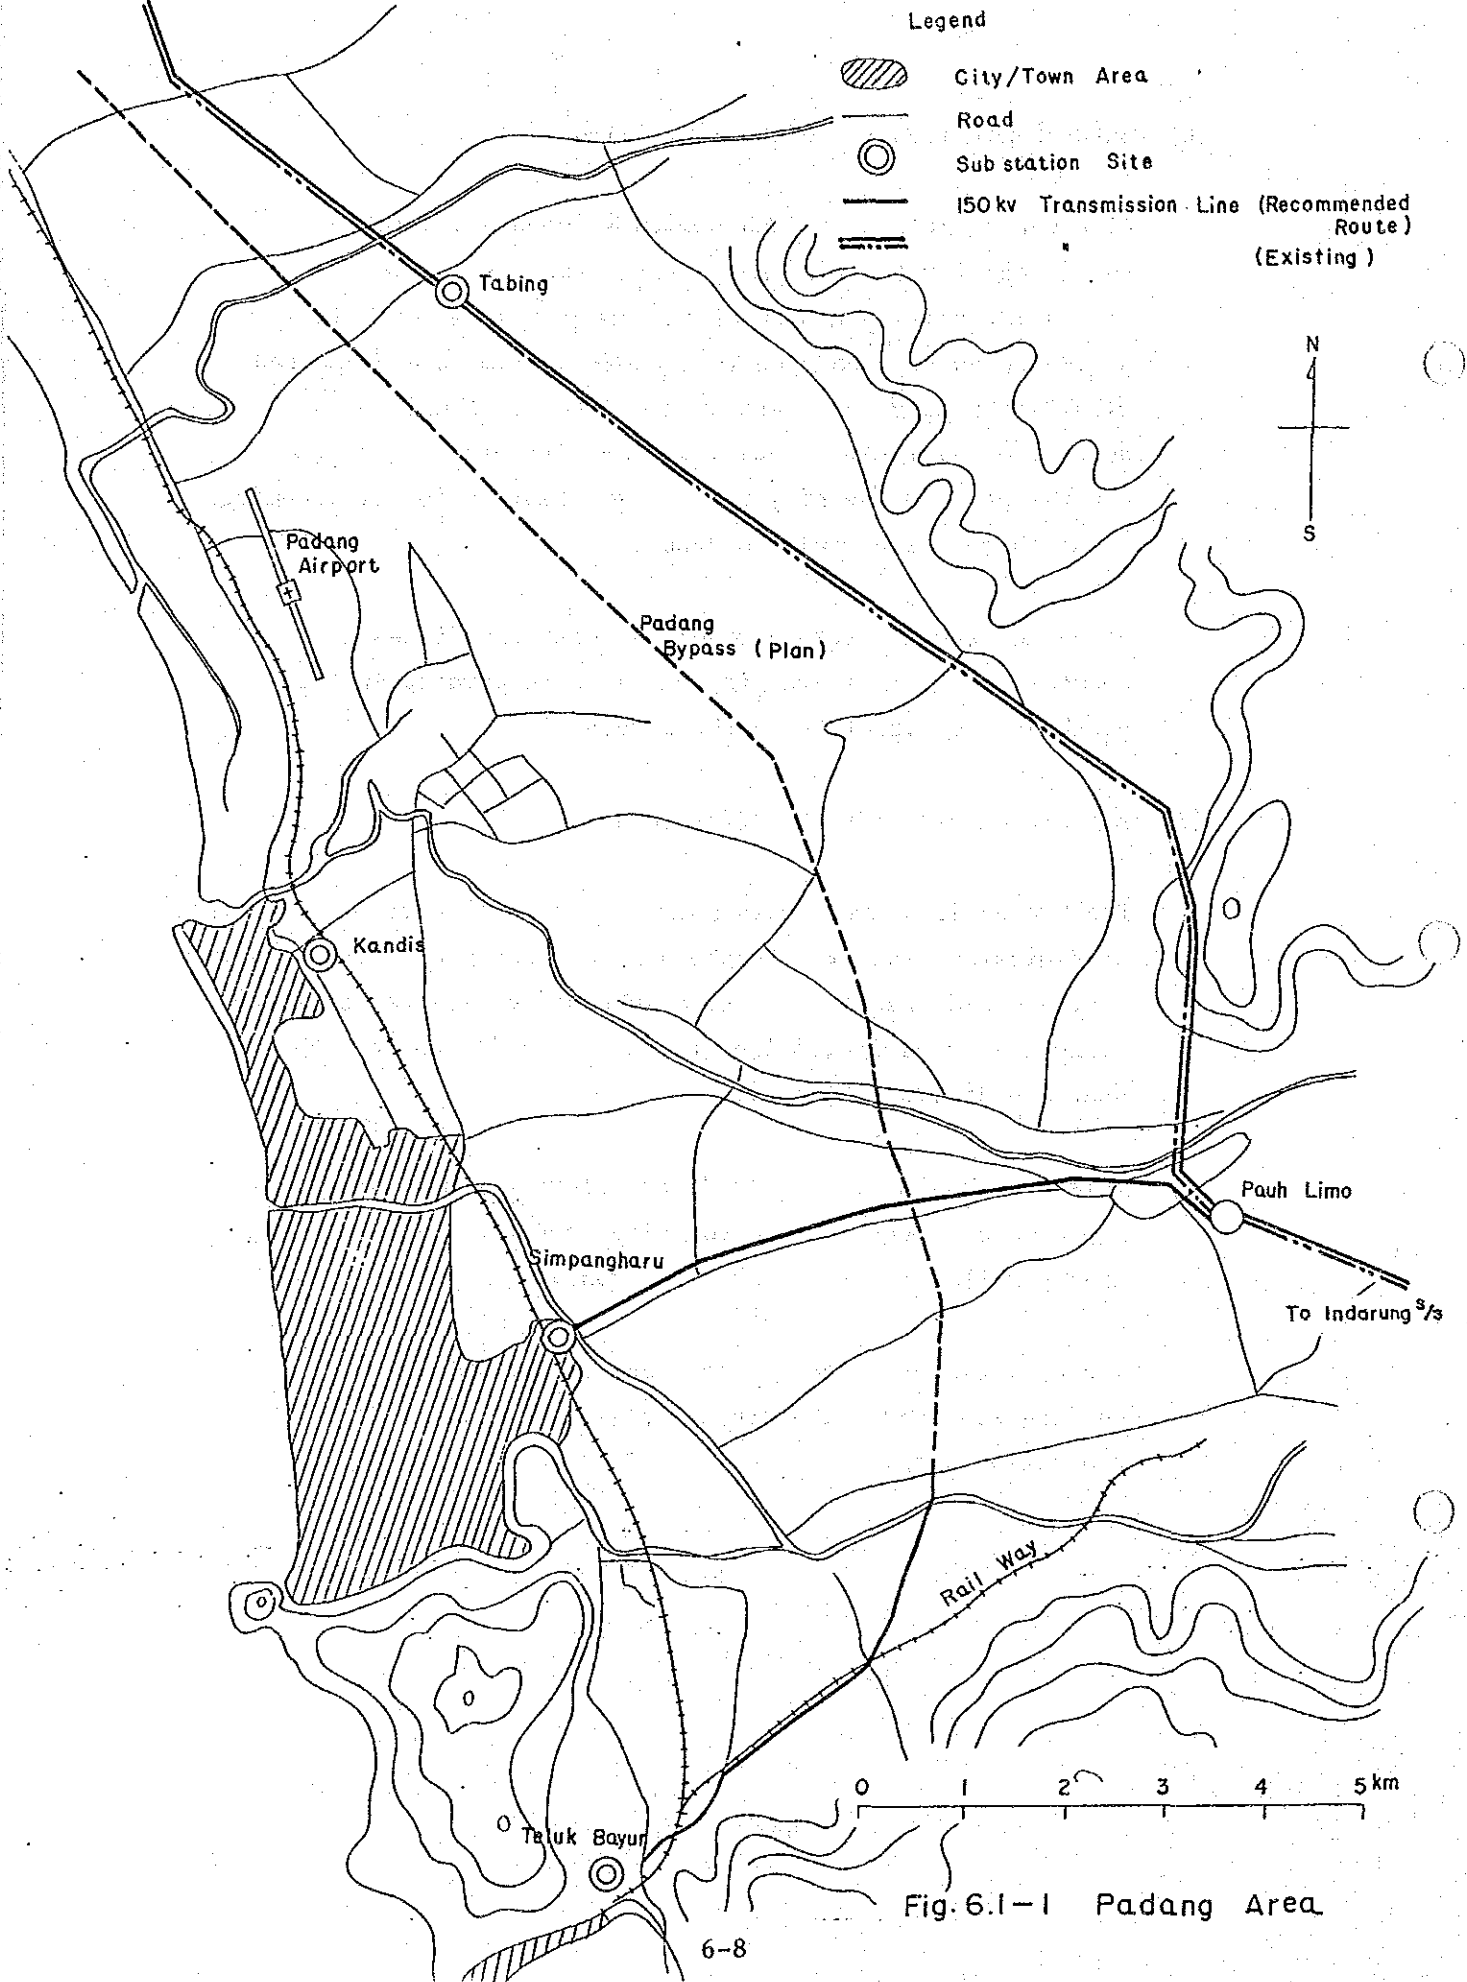 Legend
City/Town Area
Road
Sub station Site
150 kv Transmission Line (Recommended
Route)
" (Existing)
Tabing
N
S
Padang
Airport
Padang
Bypass (Plan)
Kandis
Pauh Limo
Simpangharu
To Indarung S/S
Rail Way
0 1 2 3 4 5 km
Teluk Bayur
Fig. 6.1-1 Padang Area
6-8